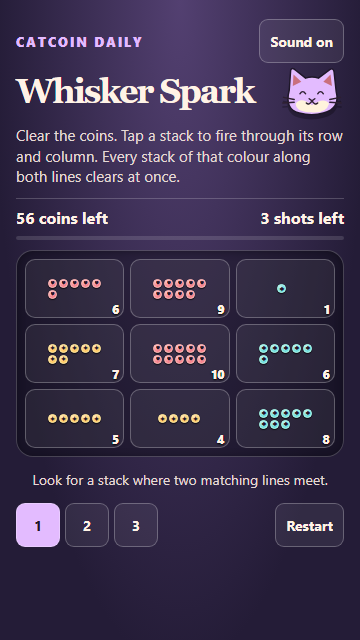 CATCOIN DAILY
Sound on
Whisker Spark
Clear the coins. Tap a stack to fire through its row
and column. Every stack of that colour along
both lines clears at once.
56 coins left
3 shots left
6
9
1
7
10
6
5
4
8
Look for a stack where two matching lines meet.
1
2
3
Restart